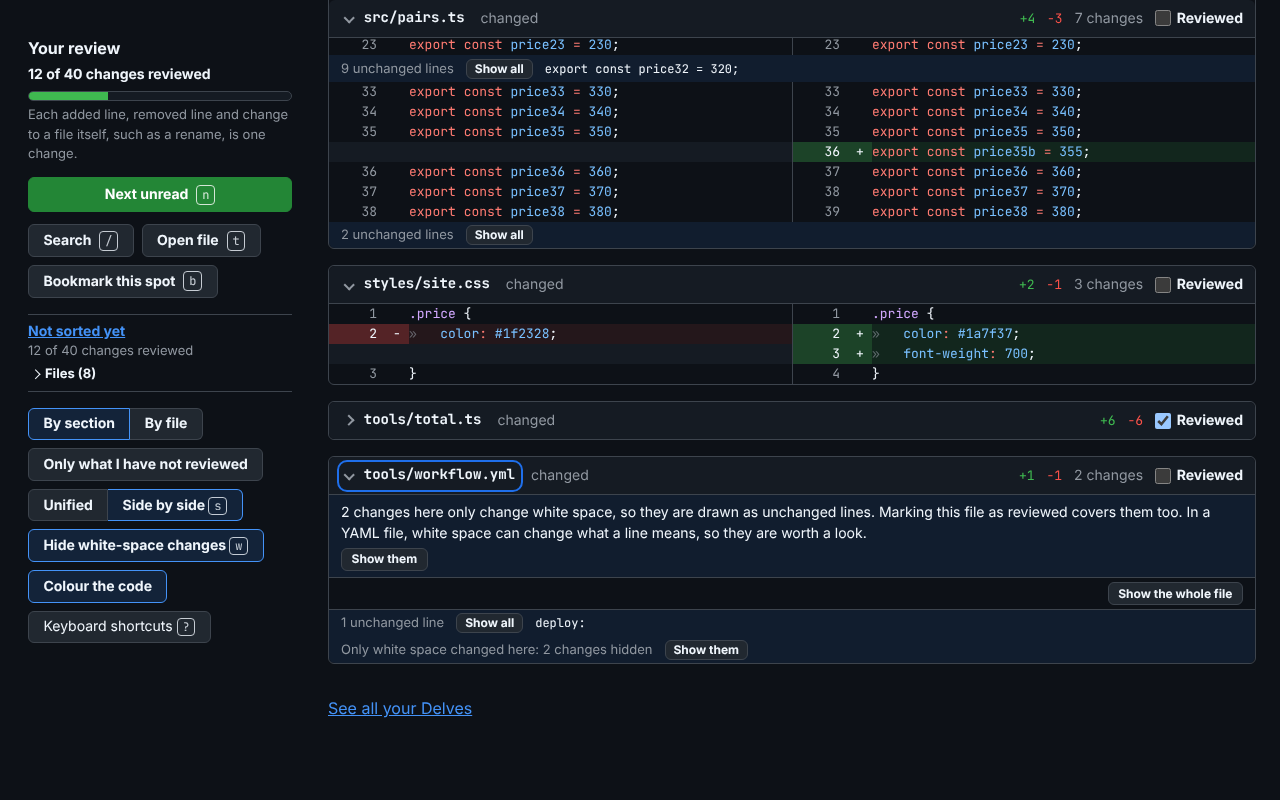 Your review
12 of 40 changes reviewed
Each added line, removed line and change
to a file itself, such as a rename, is one
change.
Next unread n
Search /
Open file t
Bookmark this spot b
Not sorted yet
12 of 40 changes reviewed
Files (8)
By section
By file
Only what I have not reviewed
Unified
Side by side s
Hide white-space changes w
Colour the code
Keyboard shortcuts ?
src/pairs.ts changed +4 -3 7 changes Reviewed
23 export const price23 = 230; 23 export const price23 = 230;
9 unchanged lines Show all export const price32 = 320;
33 export const price33 = 330; 33 export const price33 = 330;
34 export const price34 = 340; 34 export const price34 = 340;
35 export const price35 = 350; 35 export const price35 = 350;
36 + export const price35b = 355;
36 export const price36 = 360; 37 export const price36 = 360;
37 export const price37 = 370; 38 export const price37 = 370;
38 export const price38 = 380; 39 export const price38 = 380;
2 unchanged lines Show all
styles/site.css changed +2 -1 3 changes Reviewed
1 .price { 1 .price {
2 - » color: #1f2328; 2 + » color: #1a7f37;
3 + » font-weight: 700;
3 } 4 }
tools/total.ts changed +6 -6 Reviewed
tools/workflow.yml changed +1 -1 2 changes Reviewed
2 changes here only change white space, so they are drawn as unchanged lines. Marking this file as reviewed covers them too. In a
YAML file, white space can change what a line means, so they are worth a look.
Show them
Show the whole file
1 unchanged line Show all deploy:
Only white space changed here: 2 changes hidden Show them
See all your Delves